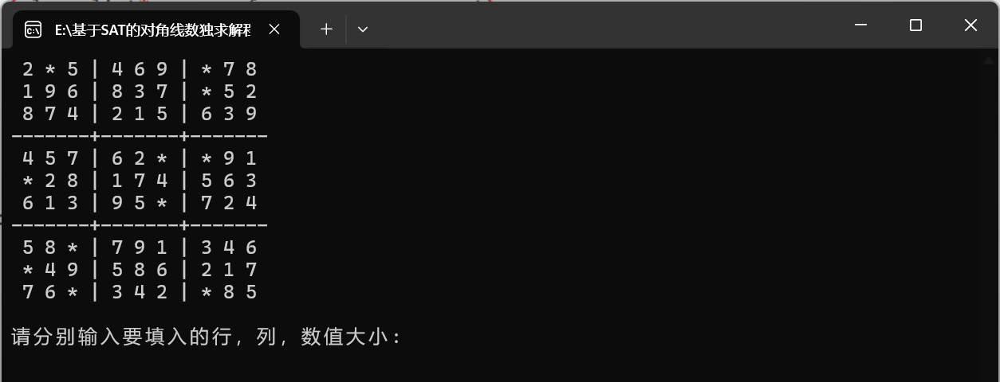 E:\基于SAT的对角线数独求解程
2 * 5 | 4 6 9 | * 7 8
1 9 6 | 8 3 7 | * 5 2
8 7 4 | 2 1 5 | 6 3 9
-------+-------+-------
4 5 7 | 6 2 * | * 9 1
* 2 8 | 1 7 4 | 5 6 3
6 1 3 | 9 5 * | 7 2 4
-------+-------+-------
5 8 * | 7 9 1 | 3 4 6
* 4 9 | 5 8 6 | 2 1 7
7 6 * | 3 4 2 | * 8 5
请分别输入要填入的行，列，数值大小：